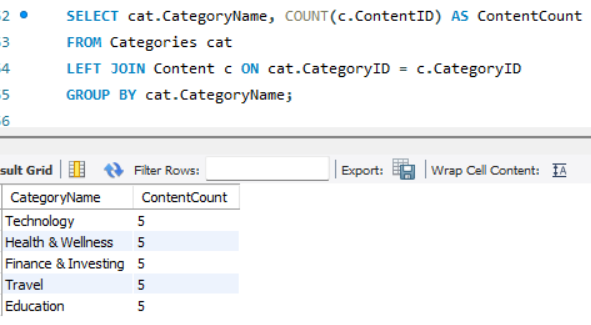 2 SELECT cat.CategoryName, COUNT(c.ContentID) AS ContentCount
3 FROM Categories cat
4 LEFT JOIN Content c ON cat.CategoryID = c.CategoryID
5 GROUP BY cat.CategoryName;
6
sult Grid Filter Rows: Export: Wrap Cell Content: IA
CategoryName ContentCount
Technology 5
Health & Wellness 5
Finance & Investing 5
Travel 5
Education 5